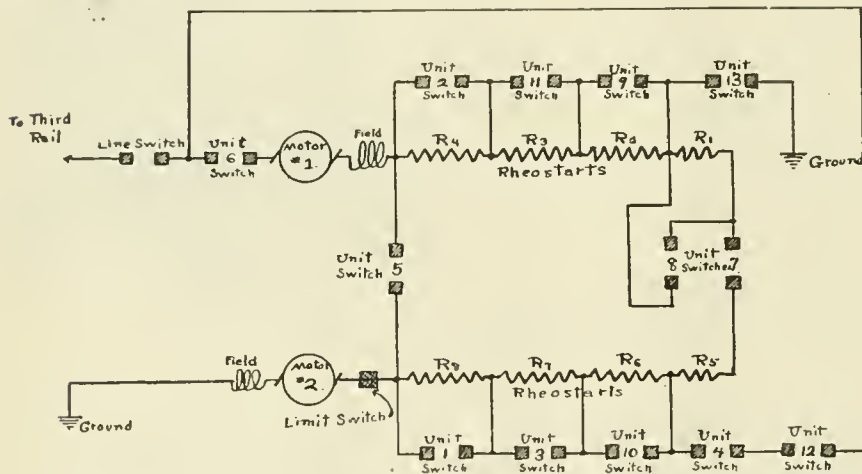 Unit
2
Switch
Unit
11
Switch
Unit
9
Switch
Unit
13
Switch
To Third
Rail
Line Switch
Unit
6
Switch
Motor
#1.
Field
R4
R3
R2
R1
Rheostarts
Ground
Unit
Switch 5
8 Unit 7
Switches
Field
Motor
#2.
Limit Switch
R8
R7
R6
R5
Rheostarts
Ground
Unit
1
Switch
Unit
3
Switch
Unit
10
Switch
Unit
4
Switch
Unit
12
Switch